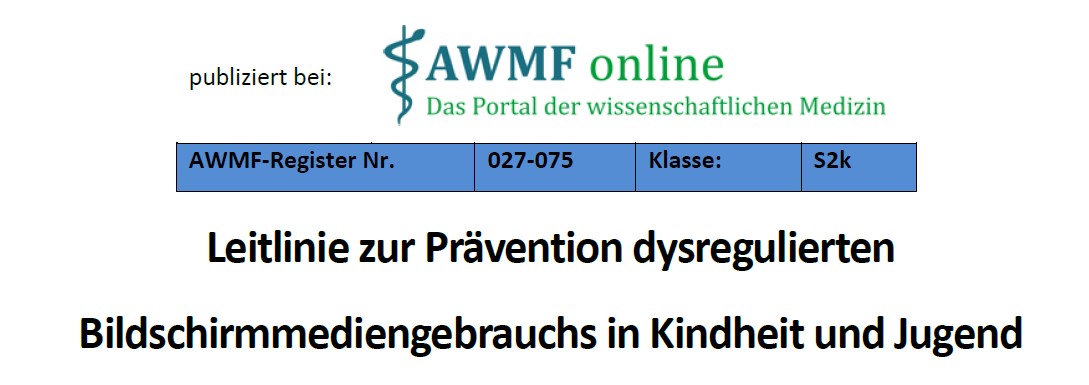 publiziert bei:
AWMF online
Das Portal der wissenschaftlichen Medizin
AWMF-Register Nr. 027-075 Klasse: S2k
Leitlinie zur Prävention dysregulierten
Bildschirmmediengebrauchs in Kindheit und Jugend